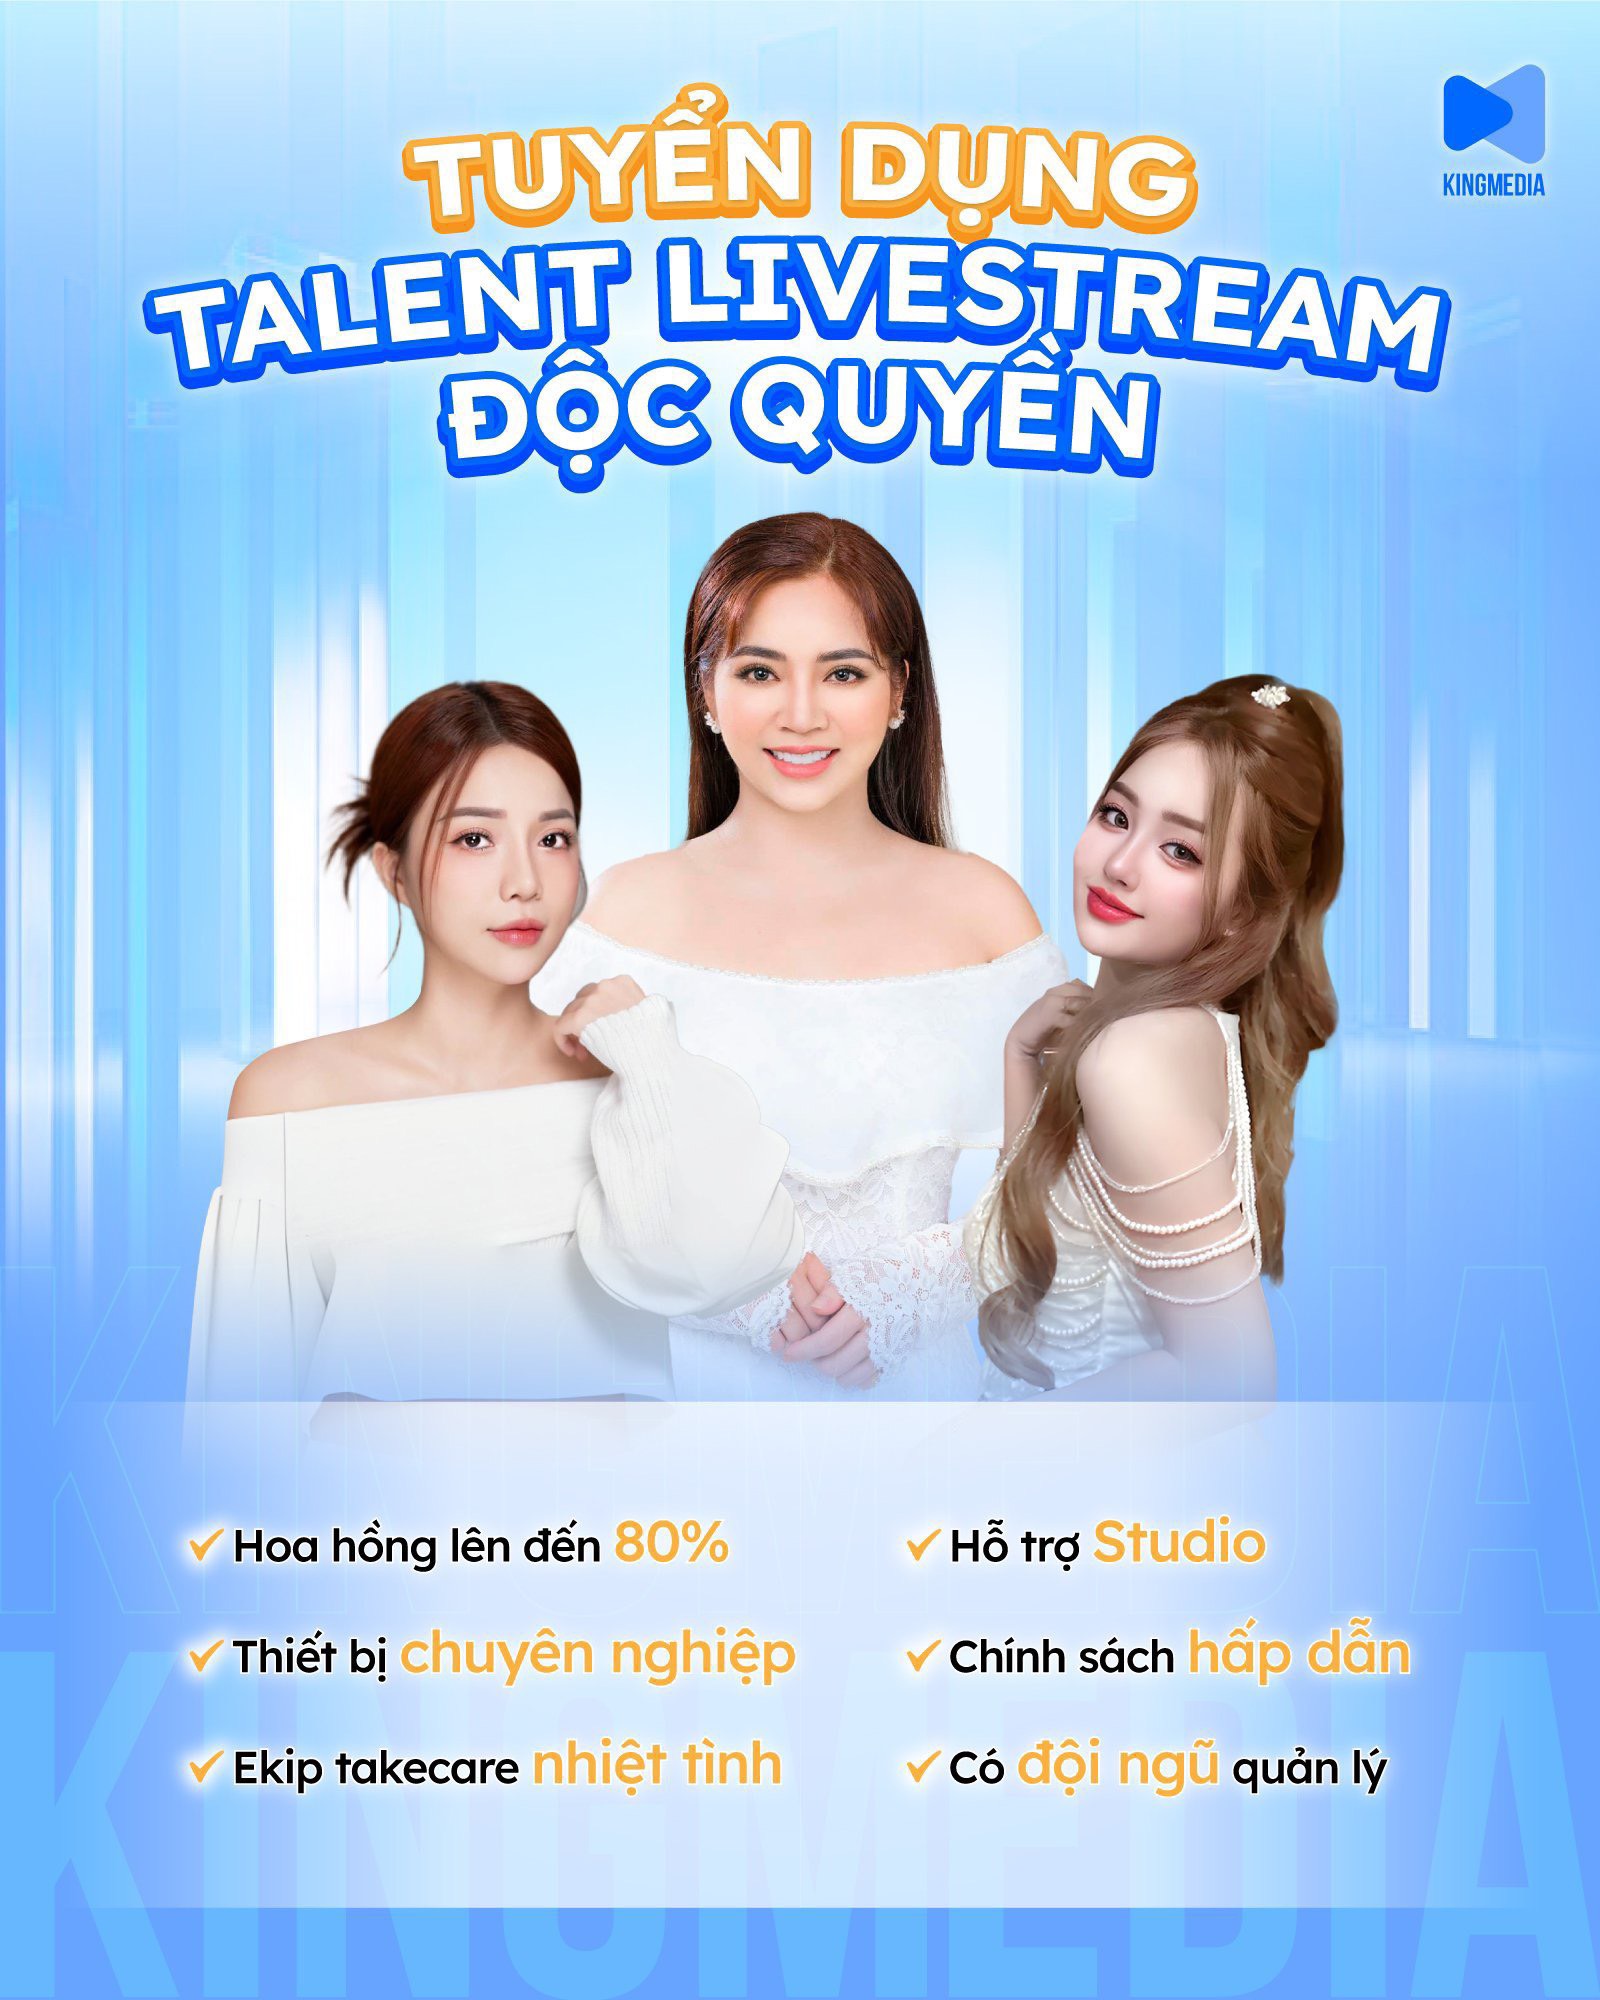 KINGMEDIA
TUYỂN DỤNG
TALENT LIVESTREAM
ĐỘC QUYỀN
✓ Hoa hồng lên đến 80%
✓ Hỗ trợ Studio
✓ Thiết bị chuyên nghiệp
✓ Chính sách hấp dẫn
✓ Ekip takecare nhiệt tình
✓ Có đội ngũ quản lý
KINGMEDIA
KINGMEDIA